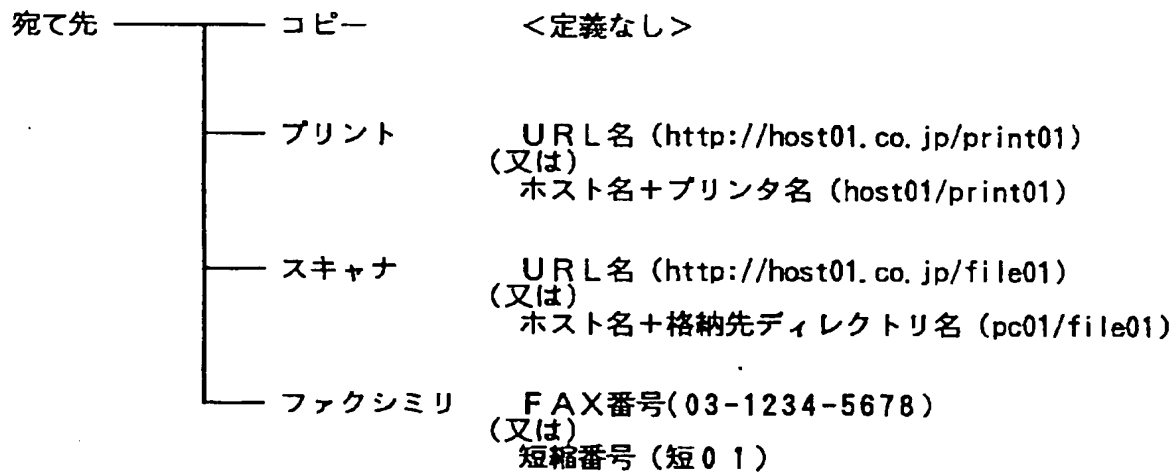 宛て先 コピー <定義なし>
プリント URL名 (http://host01.co.jp/print01)
(又は)
ホスト名+プリンタ名 (host01/print01)
スキャナ URL名 (http://host01.co.jp/file01)
(又は)
ホスト名+格納先ディレクトリ名 (pc01/file01)
ファクシミリ FAX番号(03-1234-5678)
(又は)
短縮番号 (短01)